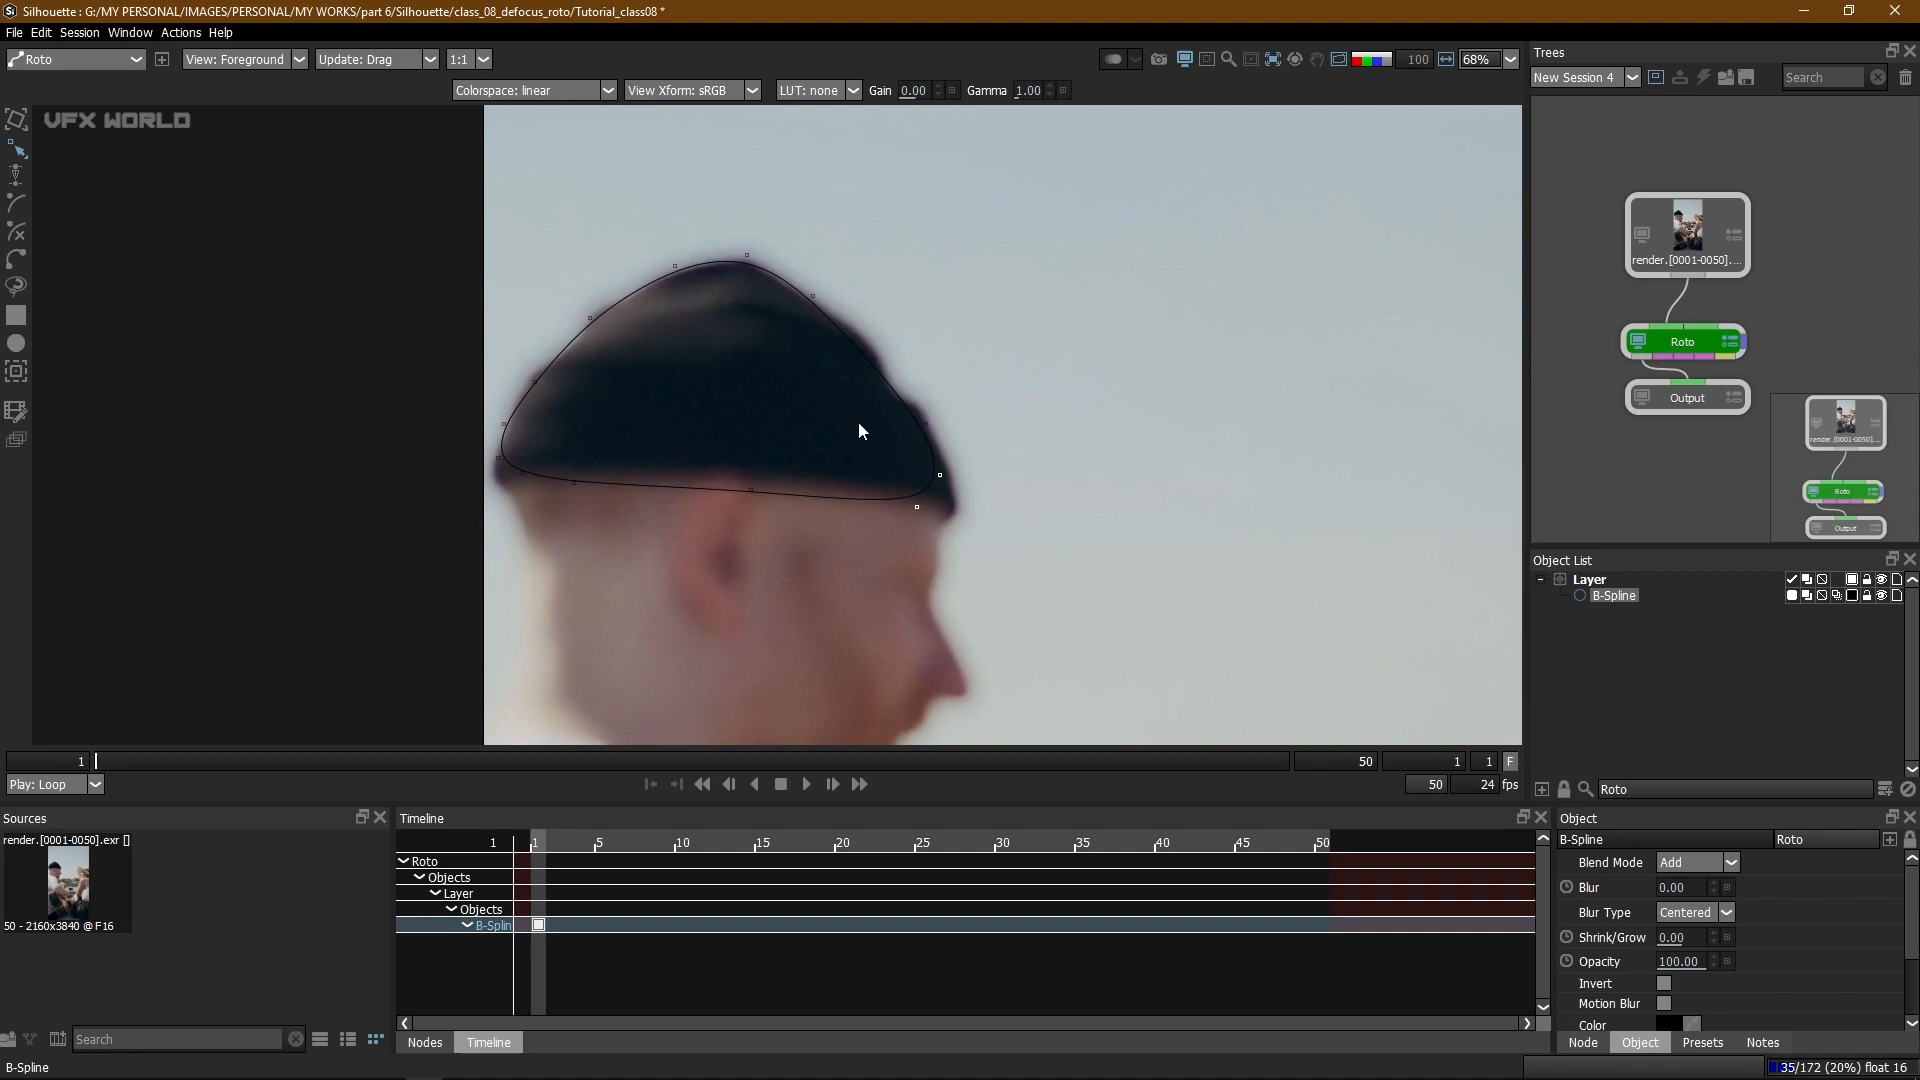 Silhouette : G:/MY PERSONAL/IMAGES/PERSONAL/MY WORKS/part 6/Silhouette/class_08_defocus_roto/Tutorial_class08 *
File Edit Session Window Actions Help
Roto View: Foreground Update: Drag 1:1 100 68%
Colorspace: linear View Xform: sRGB LUT: none Gain 0.00 Gamma 1.00
VFX WORLD
1 50 1 1 F
Play: Loop 50 24 fps
Trees
New Session 4 Search
render.[0001-0050]....
Roto
Output
render.[0001-0050]....
Roto
Output
Object List
Layer
B-Spline
Roto
Sources
render.[0001-0050].exr []
50 - 2160x3840 @ F16
Search
Timeline
1 1 5 10 15 20 25 30 35 40 45 50
Roto
Objects
Layer
Objects
B-Splin
Nodes Timeline
Object
B-Spline Roto
Blend Mode Add
Blur 0.00
Blur Type Centered
Shrink/Grow 0.00
Opacity 100.00
Invert
Motion Blur
Color
Node Object Presets Notes
B-Spline
35/172 (20%) float 16